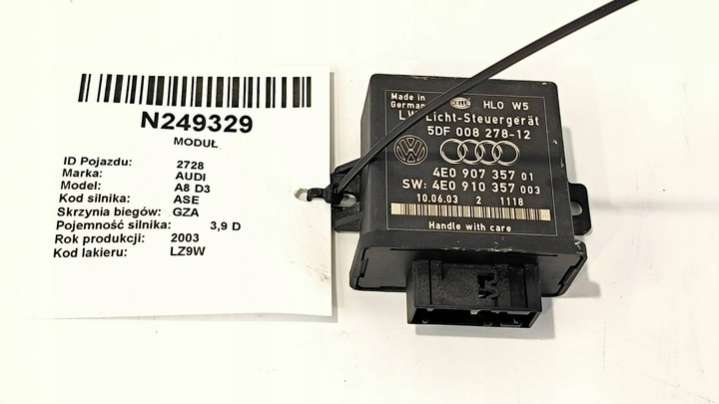 N249329
MODUŁ
ID Pojazdu: 2728
Marka: AUDI
Model: A8 D3
Kod silnika: ASE
Skrzynia biegów: GZA
Pojemność silnika: 3,9 D
Rok produkcji: 2003
Kod lakieru: LZ9W
Made in
Germany
HELLA
HLO W5
LW Licht-Steuergerät
5DF 008 278-12
4E0 907 357 01
SW: 4E0 910 357 003
10.06.03 2 1118
Handle with care